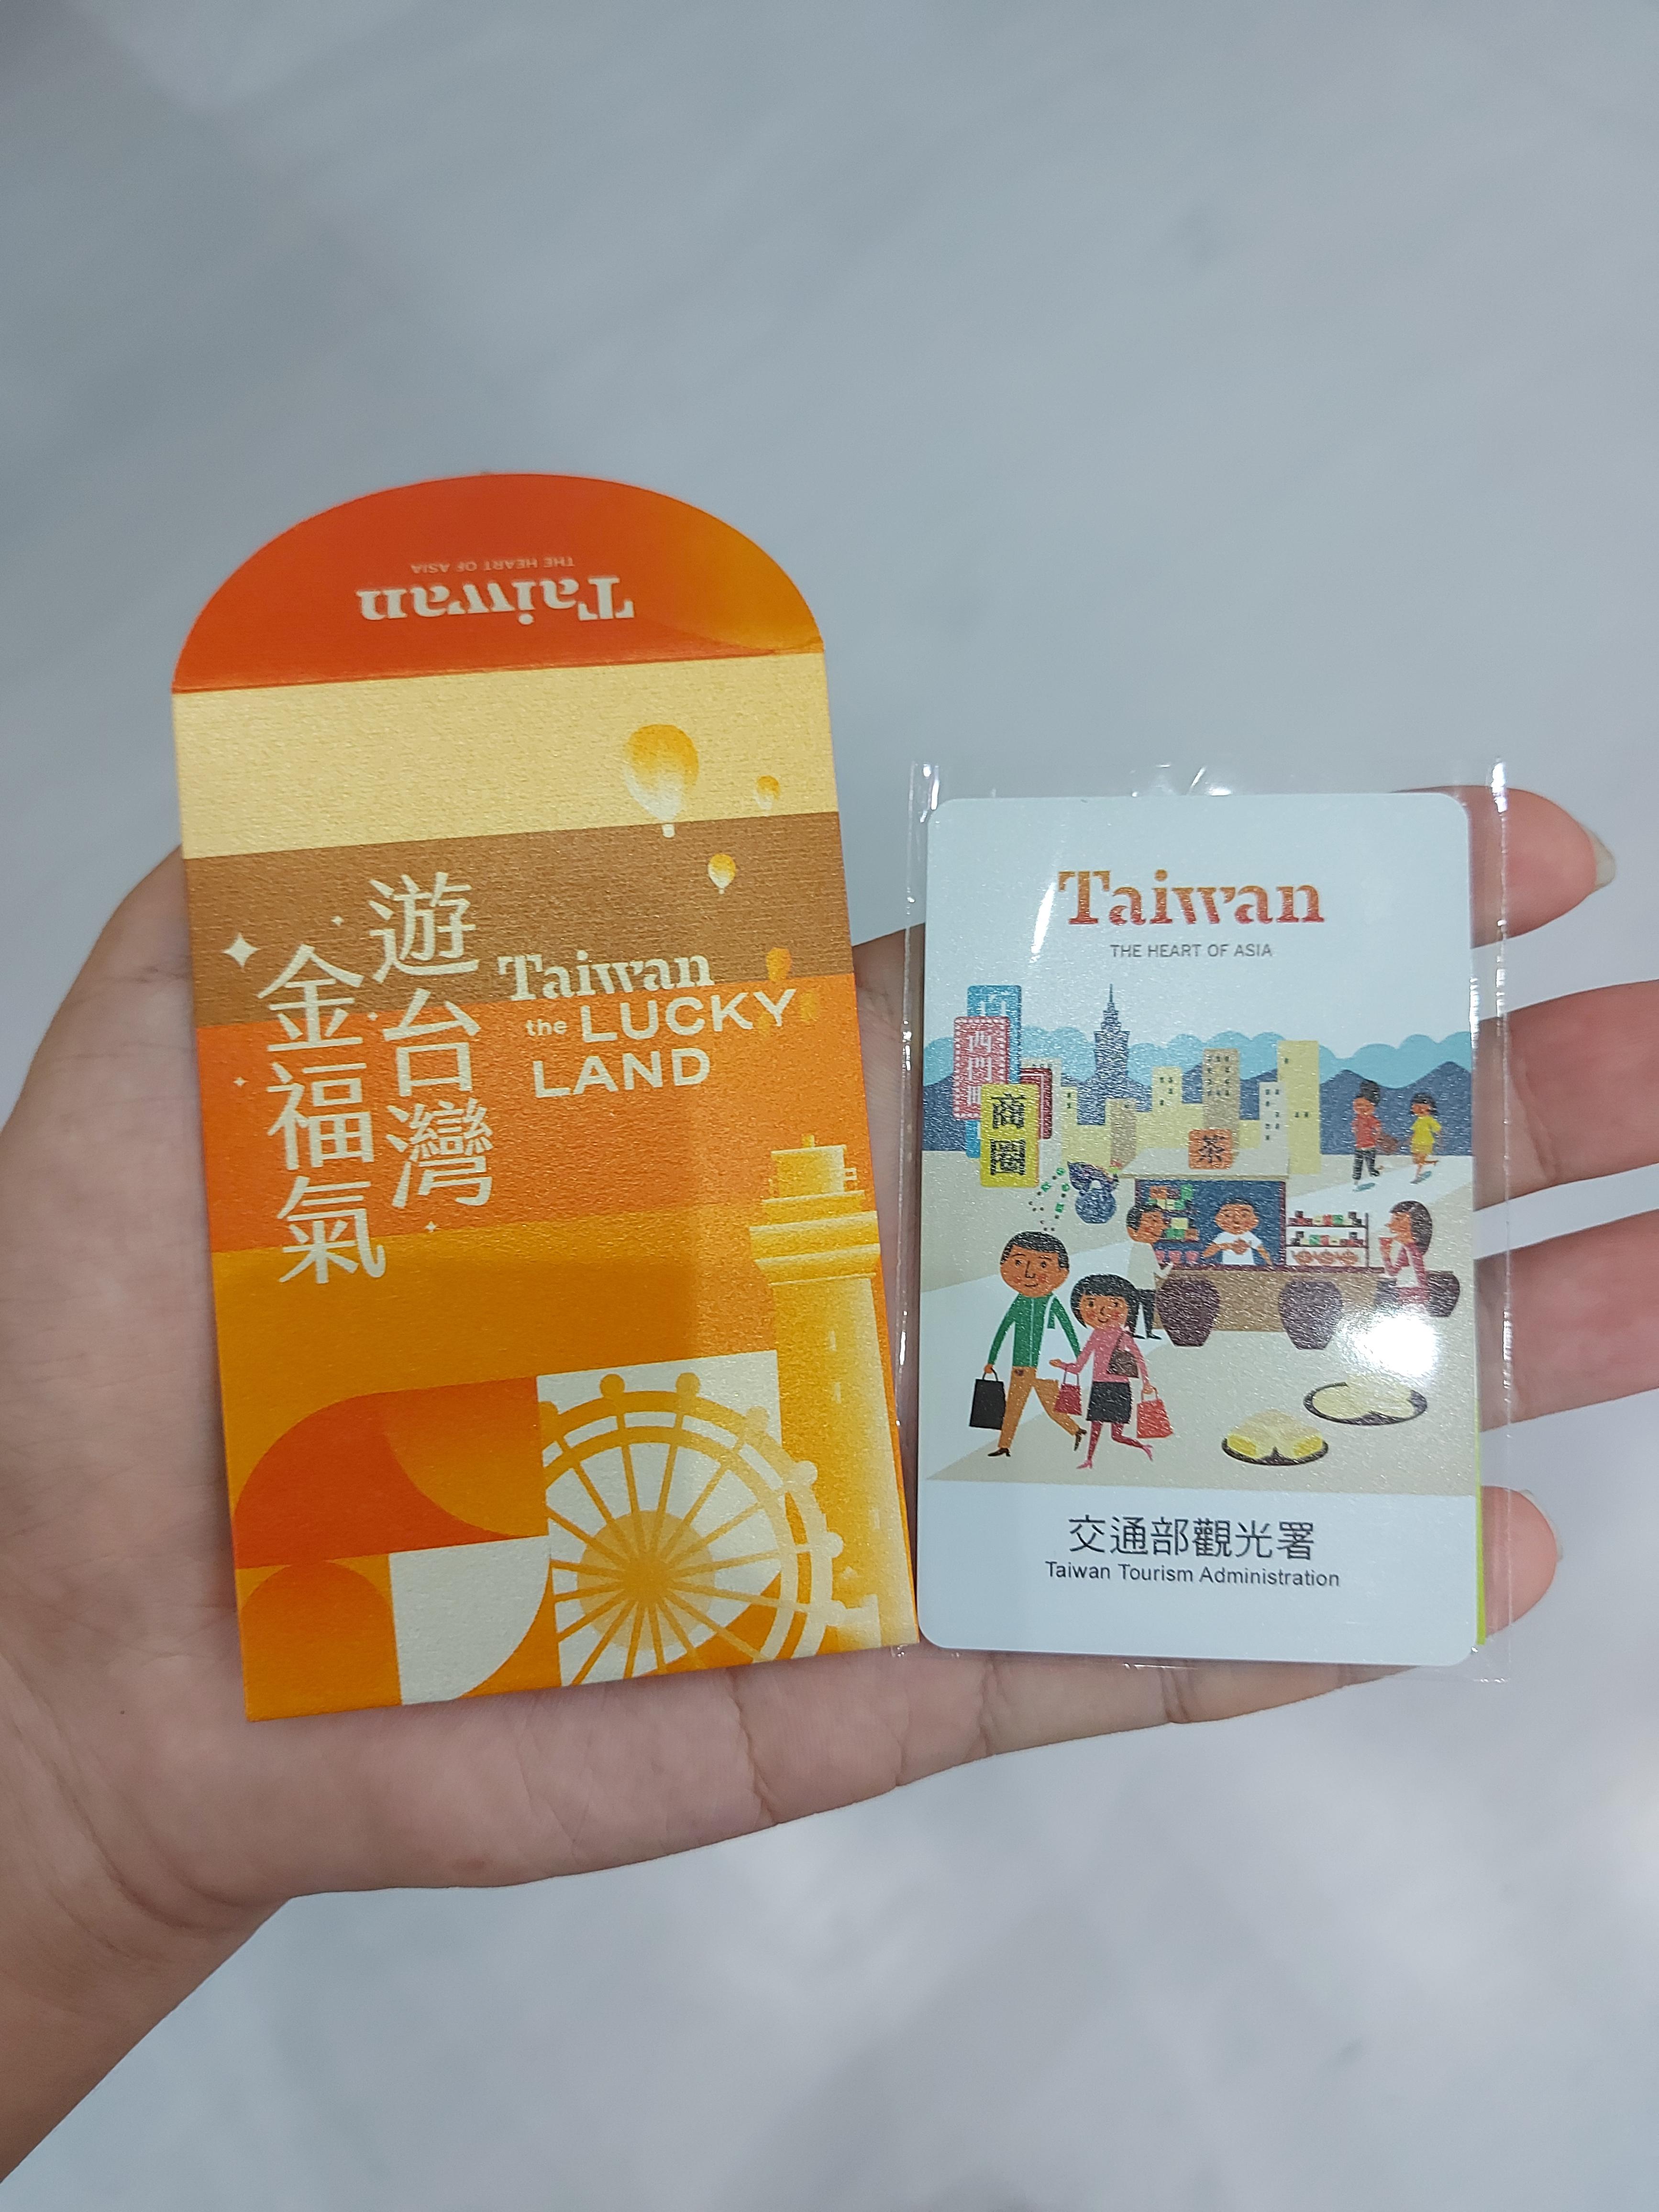 Taiwan
THE HEART OF ASIA
遊台灣
金福氣
Taiwan
the LUCKY
LAND
Taiwan
THE HEART OF ASIA
西門町
商圈
茶
交通部觀光署
Taiwan Tourism Administration